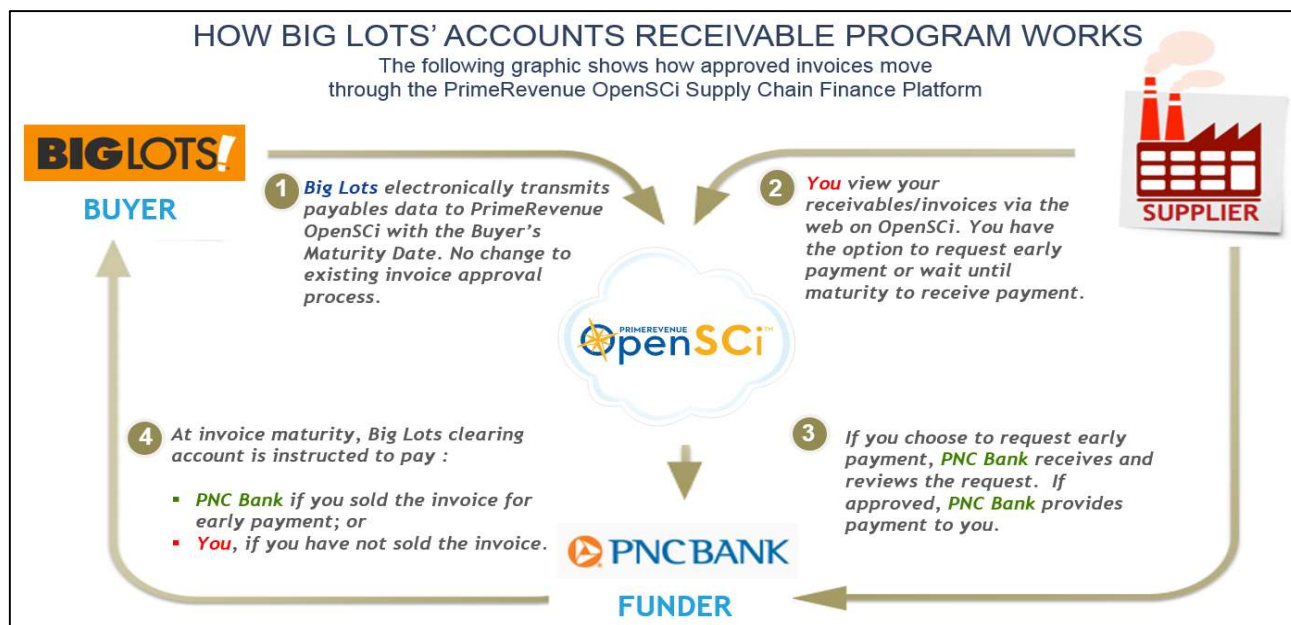 HOW BIG LOTS' ACCOUNTS RECEIVABLE PROGRAM WORKS
The following graphic shows how approved invoices move
through the PrimeRevenue OpenSCi Supply Chain Finance Platform
BIGLOTS!
BUYER
SUPPLIER
1
Big Lots electronically transmits
payables data to PrimeRevenue
OpenSCi with the Buyer's
Maturity Date. No change to
existing invoice approval
process.
2
You view your
receivables/invoices via the
web on OpenSCi. You have
the option to request early
payment or wait until
maturity to receive payment.
PRIMEREVENUE
OpenSCi™
4
At invoice maturity, Big Lots clearing
account is instructed to pay :
▪ PNC Bank if you sold the invoice for
early payment; or
▪ You, if you have not sold the invoice.
3
If you choose to request early
payment, PNC Bank receives and
reviews the request. If
approved, PNC Bank provides
payment to you.
PNCBANK
FUNDER